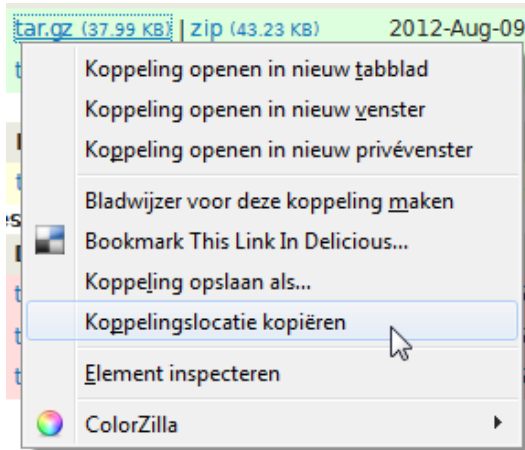 tar.gz (37.99 KB) | zip (43.23 KB) 2012-Aug-09
Koppeling openen in nieuw tabblad
Koppeling openen in nieuw venster
Koppeling openen in nieuw privévenster
Bladwijzer voor deze koppeling maken
Bookmark This Link In Delicious...
Koppeling opslaan als...
Koppelingslocatie kopiëren
Element inspecteren
ColorZilla